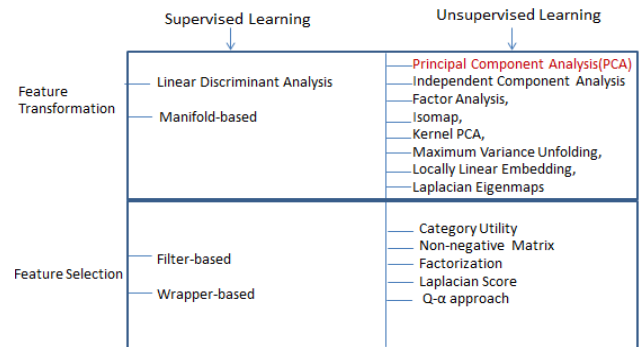 Supervised Learning
Unsupervised Learning
Feature
Transformation
Linear Discriminant Analysis
Manifold-based
Principal Component Analysis(PCA)
Independent Component Analysis
Factor Analysis,
Isomap,
Kernel PCA,
Maximum Variance Unfolding,
Locally Linear Embedding,
Laplacian Eigenmaps
Feature Selection
Filter-based
Wrapper-based
Category Utility
Non-negative Matrix
Factorization
Laplacian Score
Q-α approach